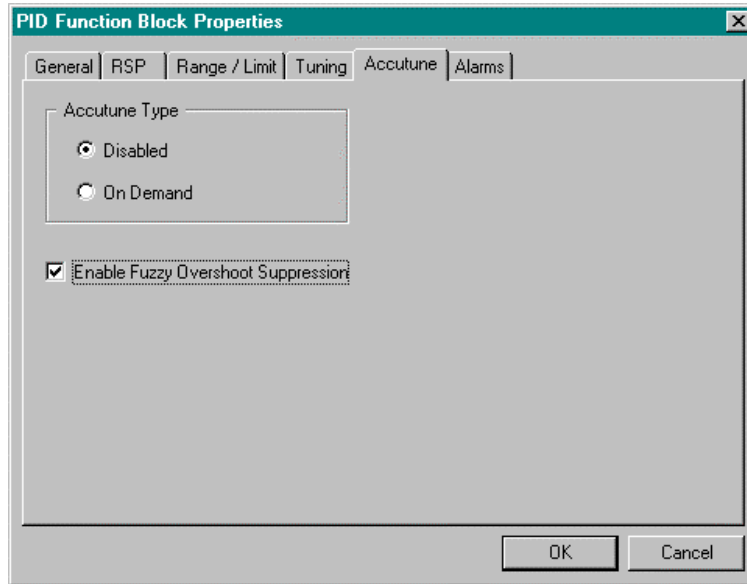 PID Function Block Properties
General RSP Range / Limit Tuning Accutune Alarms
Accutune Type
Disabled
On Demand
Enable Fuzzy Overshoot Suppression
OK Cancel